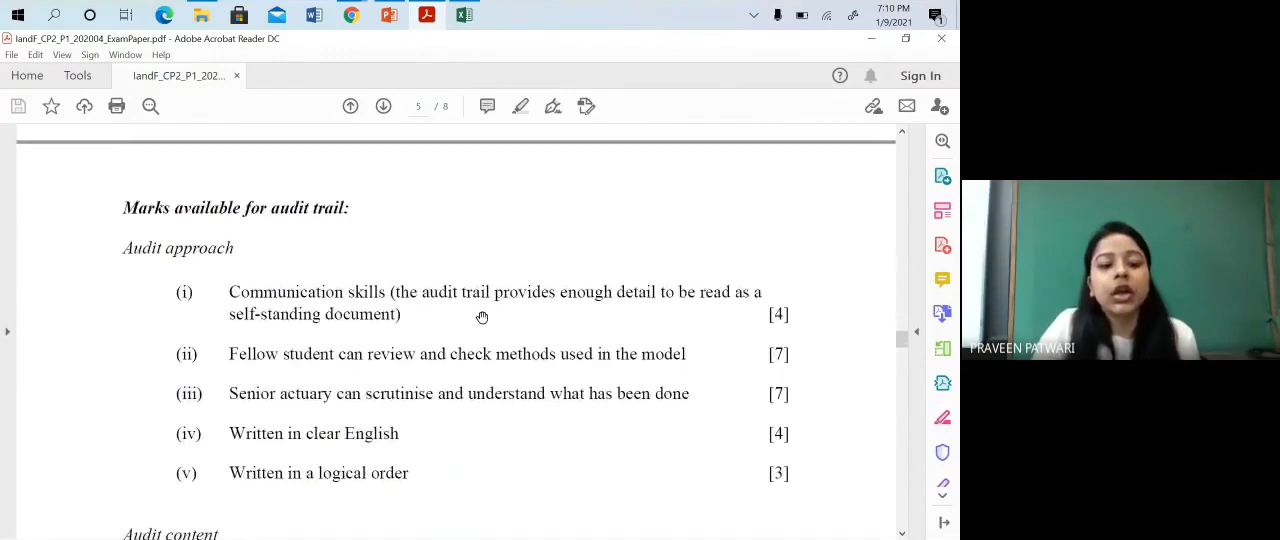 7:10 PM
1/9/2021
IandF_CP2_P1_202004_ExamPaper.pdf - Adobe Acrobat Reader DC
File Edit View Sign Window Help
Home Tools IandF_CP2_P1_202... × Sign In
5 / 8
Marks available for audit trail:
Audit approach
(i) Communication skills (the audit trail provides enough detail to be read as a
self-standing document) [4]
(ii) Fellow student can review and check methods used in the model [7]
(iii) Senior actuary can scrutinise and understand what has been done [7]
(iv) Written in clear English [4]
(v) Written in a logical order [3]
Audit content
PRAVEEN PATWARI